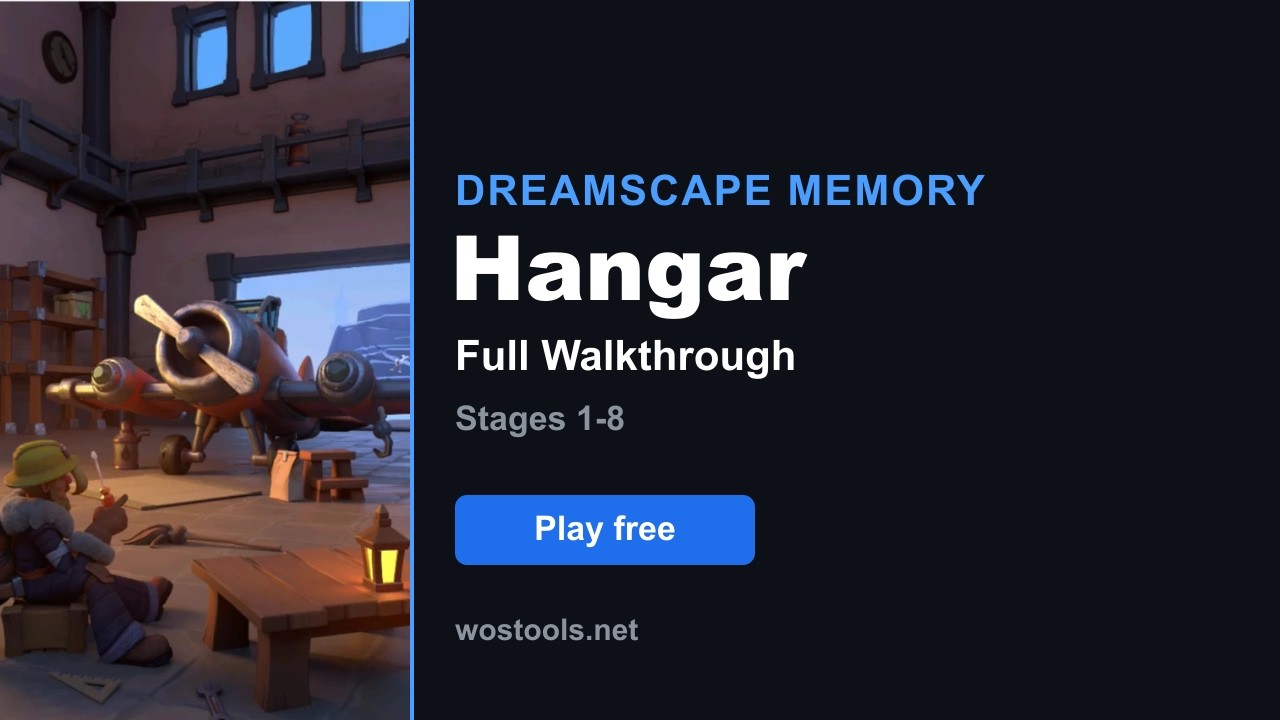 DREAMSCAPE MEMORY
Hangar
Full Walkthrough
Stages 1-8
Play free
wostools.net